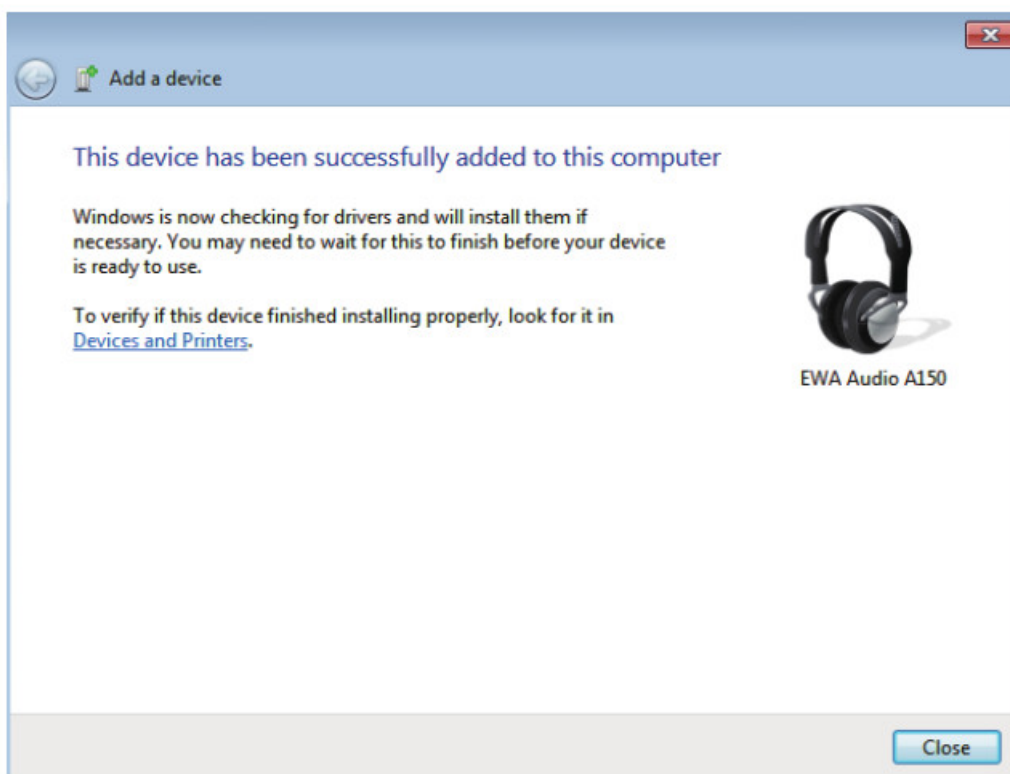 Add a device
This device has been successfully added to this computer
Windows is now checking for drivers and will install them if
necessary. You may need to wait for this to finish before your device
is ready to use.
To verify if this device finished installing properly, look for it in
Devices and Printers.
EWA Audio A150
Close